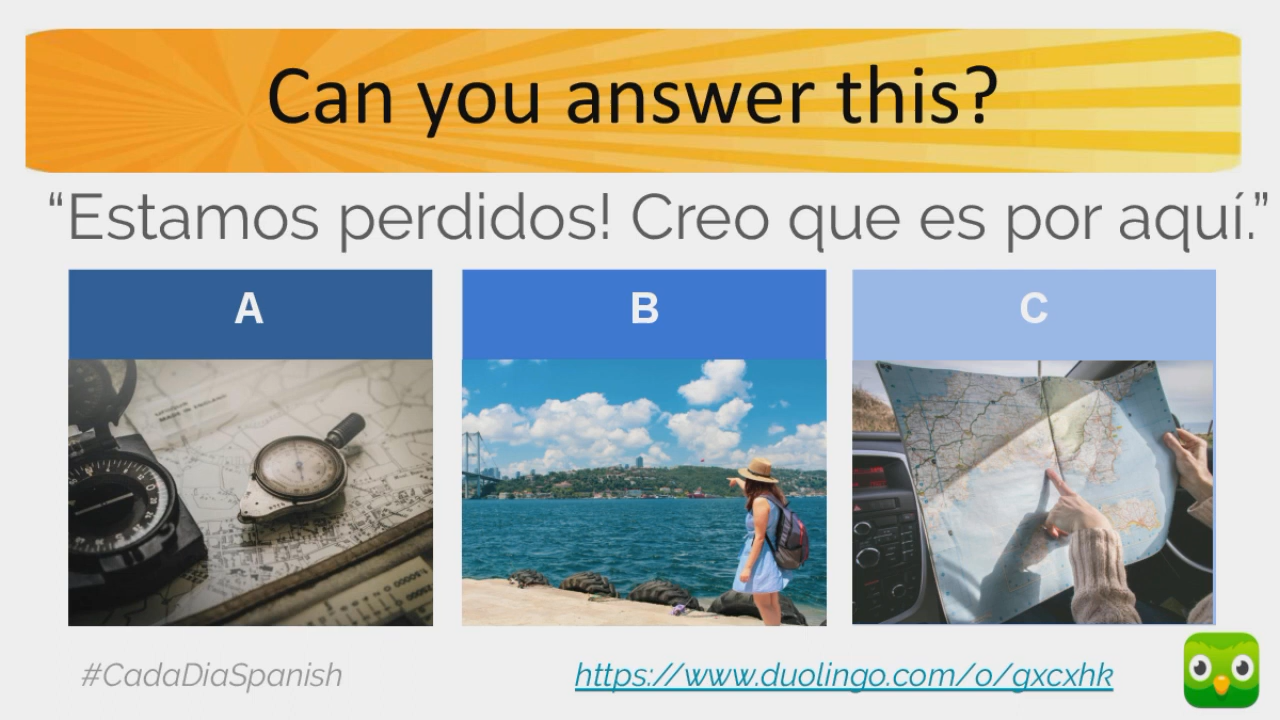 Can you answer this?
“Estamos perdidos! Creo que es por aquí.”
A
B
C
#CadaDiaSpanish
https://www.duolingo.com/o/gxcxhk